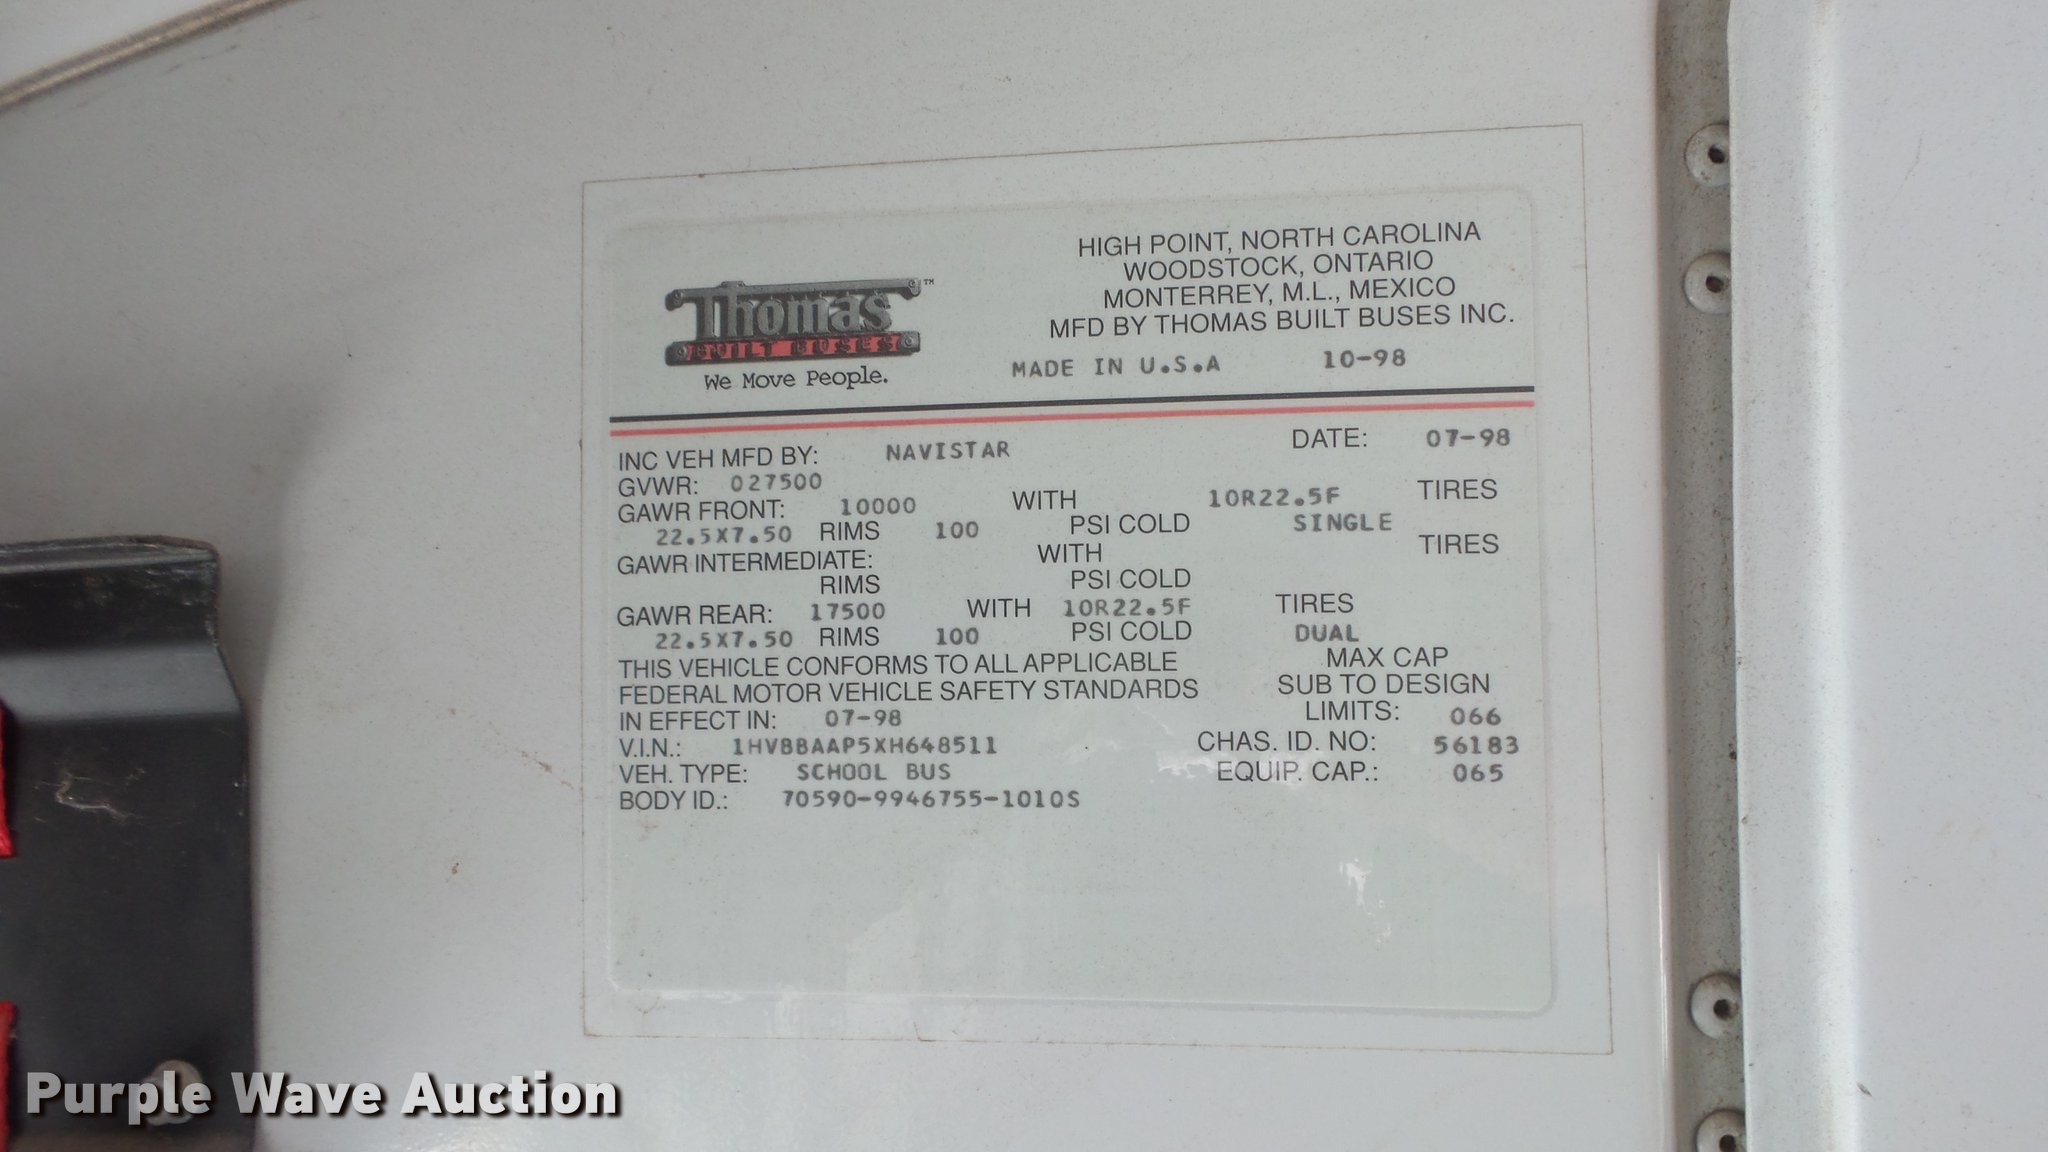 HIGH POINT, NORTH CAROLINA
WOODSTOCK, ONTARIO
MONTERREY, M.L., MEXICO
MFD BY THOMAS BUILT BUSES INC.
Thomas™
BUILT BUSES
We Move People.
MADE IN U.S.A 10-98
INC VEH MFD BY: NAVISTAR DATE: 07-98
GVWR: 027500
GAWR FRONT: 10000 WITH 10R22.5F TIRES
22.5X7.50 RIMS 100 PSI COLD SINGLE
GAWR INTERMEDIATE: WITH TIRES
RIMS PSI COLD
GAWR REAR: 17500 WITH 10R22.5F TIRES
22.5X7.50 RIMS 100 PSI COLD DUAL
THIS VEHICLE CONFORMS TO ALL APPLICABLE MAX CAP
FEDERAL MOTOR VEHICLE SAFETY STANDARDS SUB TO DESIGN
IN EFFECT IN: 07-98 LIMITS: 066
V.I.N.: 1HVBBAAP5XH648511 CHAS. ID. NO: 56183
VEH. TYPE: SCHOOL BUS EQUIP. CAP.: 065
BODY ID.: 70590-9946755-1010S
Purple Wave Auction